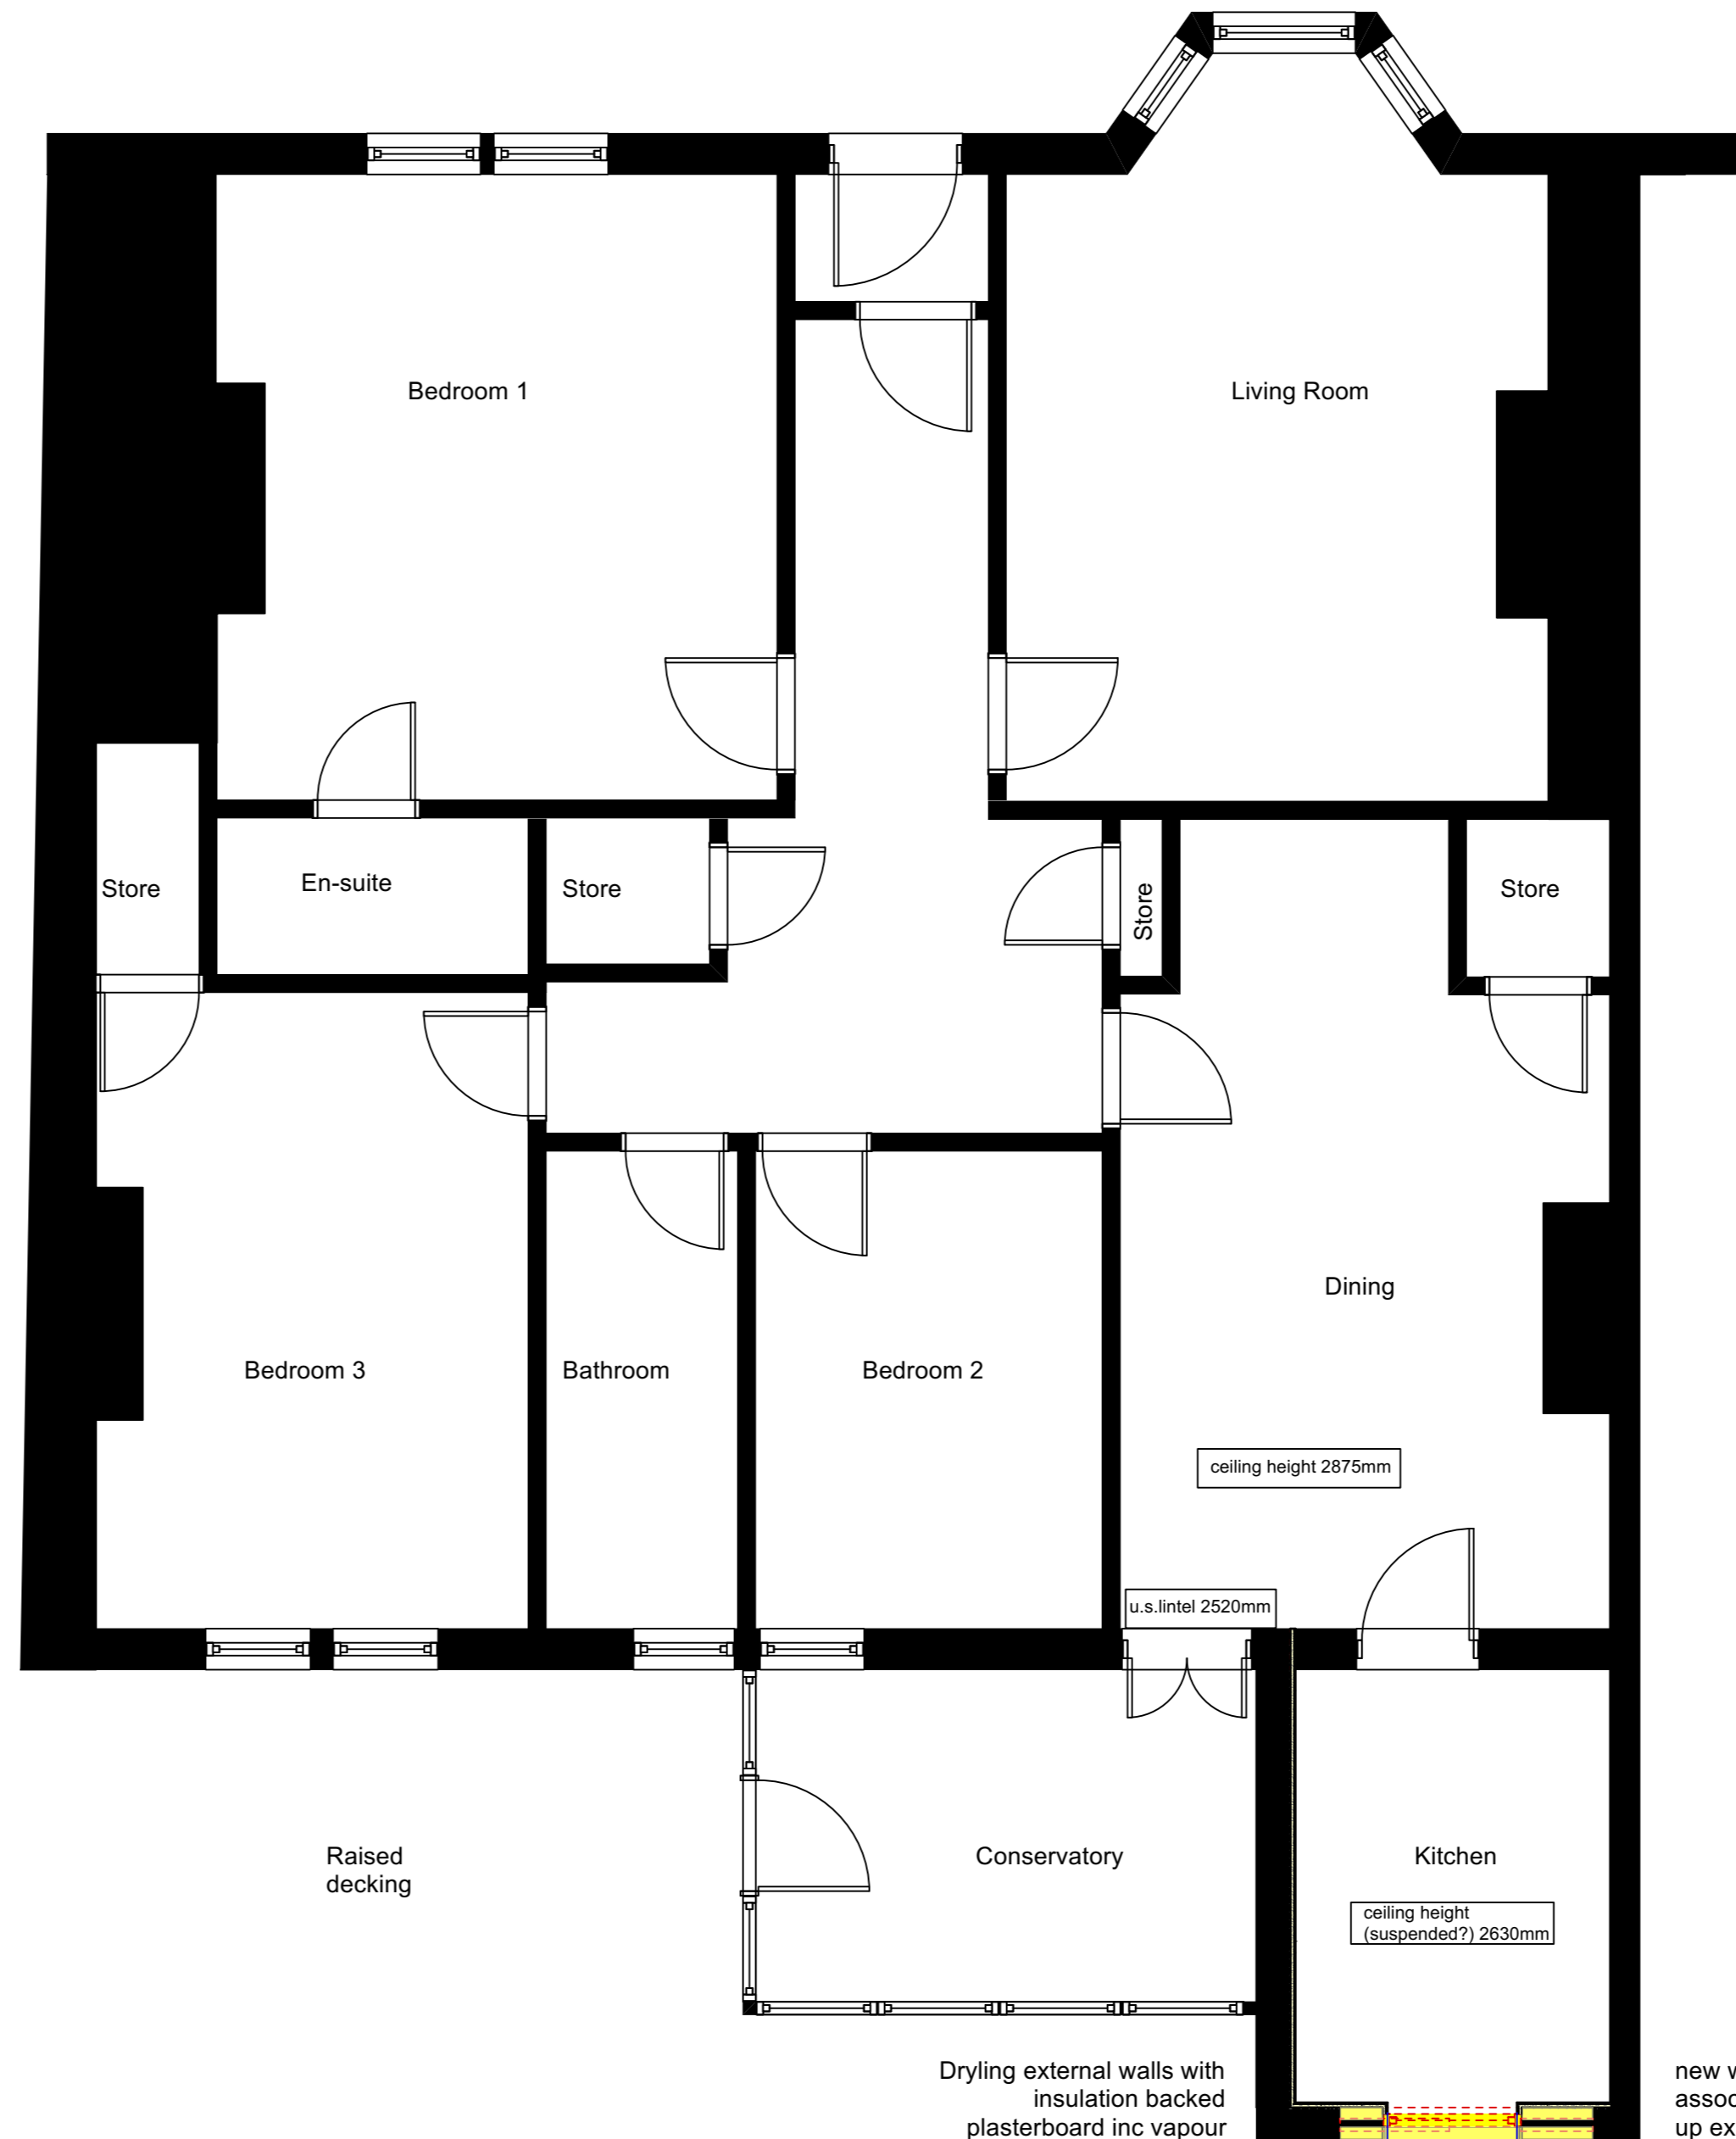 Bedroom 1
Living Room
Store
En-suite
Store
Store
Store
Dining
Bedroom 3
Bathroom
Bedroom 2
ceiling height 2875mm
u.s.lintel 2520mm
Raised
decking
Conservatory
Kitchen
ceiling height
(suspended?) 2630mm
Dryling external walls with
insulation backed
plasterboard inc vapour
new
up